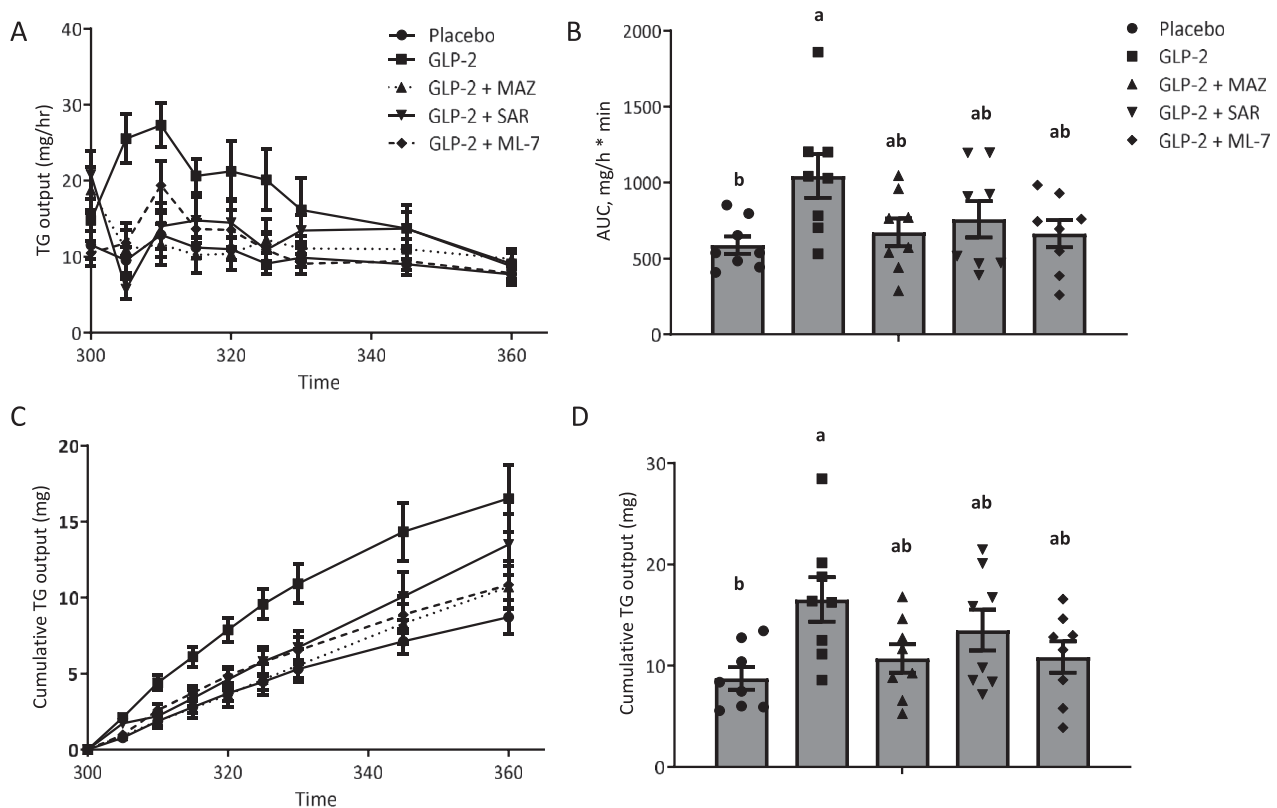 A
TG output (mg/hr)
40
30
20
10
0
300
320
340
360
Time
Placebo
GLP-2
GLP-2 + MAZ
GLP-2 + SAR
GLP-2 + ML-7
B
AUC, mg/h * min
2000
1500
1000
500
0
b
a
ab
ab
ab
Placebo
GLP-2
GLP-2 + MAZ
GLP-2 + SAR
GLP-2 + ML-7
C
Cumulative TG output (mg)
20
15
10
5
0
300
320
340
360
Time
D
Cumulative TG output (mg)
30
20
10
0
b
a
ab
ab
ab